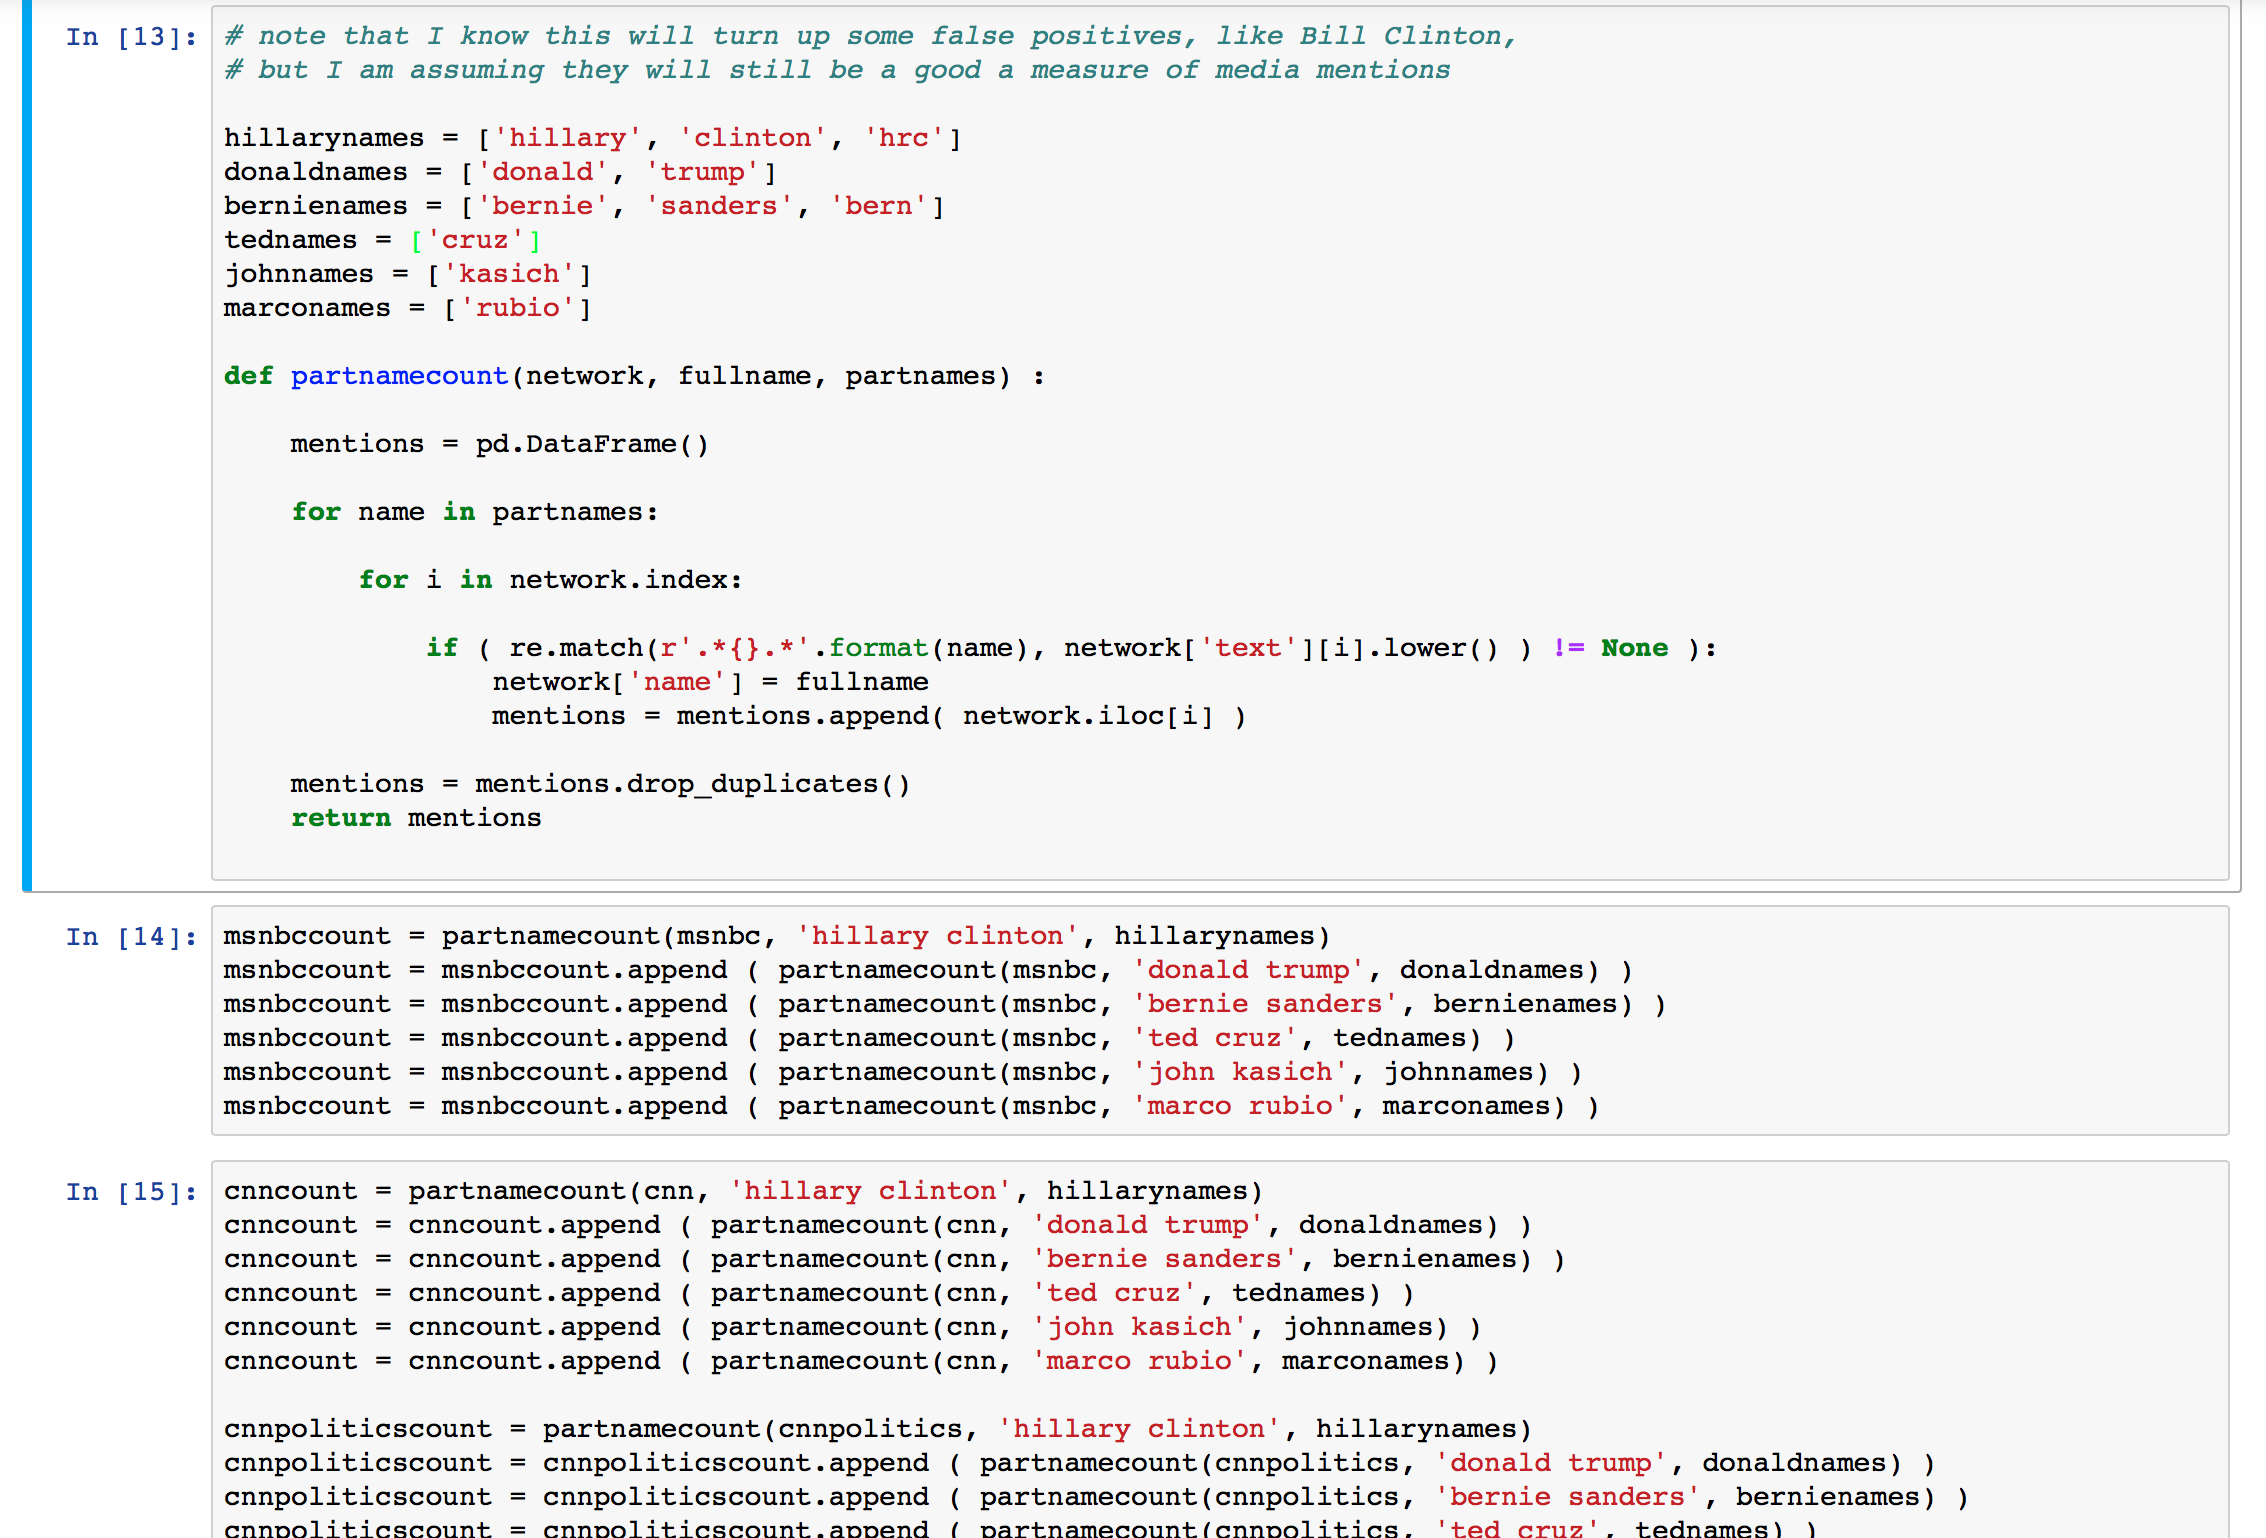 In [13]:
# note that I know this will turn up some false positives, like Bill Clinton,
# but I am assuming they will still be a good a measure of media mentions
hillarynames = ['hillary', 'clinton', 'hrc']
donaldnames = ['donald', 'trump']
bernienames = ['bernie', 'sanders', 'bern']
tednames = ['cruz']
johnnames = ['kasich']
marconames = ['rubio']
def partnamecount(network, fullname, partnames) :
mentions = pd.DataFrame()
for name in partnames:
for i in network.index:
if ( re.match(r'.*{}.*'.format(name), network['text'][i].lower() ) != None ):
network['name'] = fullname
mentions = mentions.append( network.iloc[i] )
mentions = mentions.drop_duplicates()
return mentions
In [14]:
msnbccount = partnamecount(msnbc, 'hillary clinton', hillarynames)
msnbccount = msnbccount.append ( partnamecount(msnbc, 'donald trump', donaldnames) )
msnbccount = msnbccount.append ( partnamecount(msnbc, 'bernie sanders', bernienames) )
msnbccount = msnbccount.append ( partnamecount(msnbc, 'ted cruz', tednames) )
msnbccount = msnbccount.append ( partnamecount(msnbc, 'john kasich', johnnames) )
msnbccount = msnbccount.append ( partnamecount(msnbc, 'marco rubio', marconames) )
In [15]:
cnncount = partnamecount(cnn, 'hillary clinton', hillarynames)
cnncount = cnncount.append ( partnamecount(cnn, 'donald trump', donaldnames) )
cnncount = cnncount.append ( partnamecount(cnn, 'bernie sanders', bernienames) )
cnncount = cnncount.append ( partnamecount(cnn, 'ted cruz', tednames) )
cnncount = cnncount.append ( partnamecount(cnn, 'john kasich', johnnames) )
cnncount = cnncount.append ( partnamecount(cnn, 'marco rubio', marconames) )
cnnpoliticscount = partnamecount(cnnpolitics, 'hillary clinton', hillarynames)
cnnpoliticscount = cnnpoliticscount.append ( partnamecount(cnnpolitics, 'donald trump', donaldnames) )
cnnpoliticscount = cnnpoliticscount.append ( partnamecount(cnnpolitics, 'bernie sanders', bernienames) )
cnnpoliticscount = cnnpoliticscount.append ( partnamecount(cnnpolitics, 'ted cruz', tednames) )